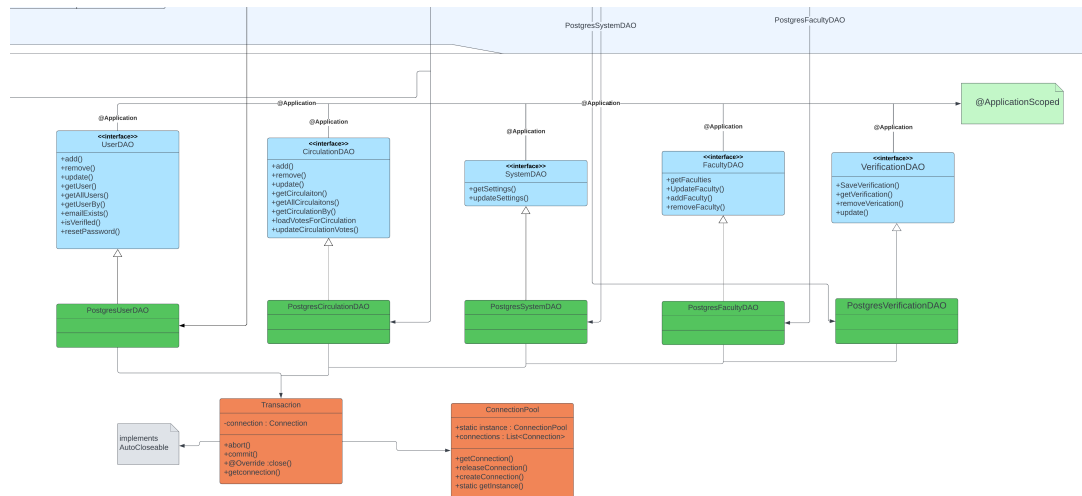 PostgresFacultyDAO
PostgresSystemDAO
@ApplicationScoped
@Application
@Application
@Application
@Application
@Application
@Application
@Application
<<interface>>
UserDAO
+add()
+remove()
+update()
+getUser()
+getAllUsers()
+getUserBy()
+emailExists()
+isVerified()
+resetPassword()
<<interface>>
CirculationDAO
+add()
+remove()
+update()
+getCirculaiton()
+getAllCirculaitons()
+getCirculationBy()
+loadVotesForCirculation
+updateCirculationVotes()
<<interface>>
SystemDAO
+getSettings()
+updateSettings()
<<interface>>
FacultyDAO
+getFaculties
+UpdateFaculty()
+addFaculty()
+removeFaculty()
<<interface>>
VerificationDAO
+SaveVerification()
+getVerification()
+removeVerication()
+update()
PostgresUserDAO
PostgresCirculationDAO
PostgresSystemDAO
PostgresFacultyDAO
PostgresVerificationDAO
implements
AutoCloseable
Transacrion
-connection : Connection
+abort()
+commit()
+@Override :close()
+getconnection()
ConnectionPool
+static instance : ConnectionPool
+connections : List<Connection>
+getConnection()
+releaseConnection()
+createConnection()
+static getInstance()